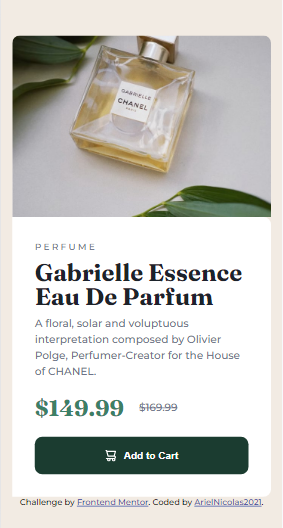 GABRIELLE
CHANEL
PARIS
PERFUME
Gabrielle Essence
Eau De Parfum
A floral, solar and voluptuous
interpretation composed by Olivier
Polge, Perfumer-Creator for the House
of CHANEL.
$149.99 $169.99
Add to Cart
Challenge by Frontend Mentor. Coded by ArielNicolas2021.